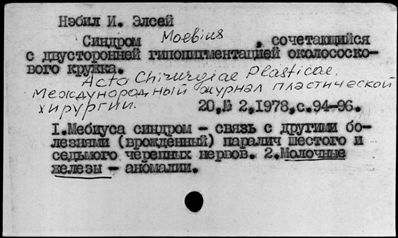 Нэбил И. Элсей
Синдром Moebius, сочетающийся
с двусторонней гипопигментацией околососко-
вого кружка.
Acta Chirurgiae Plasticae.
Международный журнал пластической
хирургии.
20,№ 2,1978,с.94-96.
I.Мебиуса синдром - связь с другими бо-
лезнями (врожденный) паралич шестого и
седьмого черепных нервов. 2.Молочные
железы - аномалии.